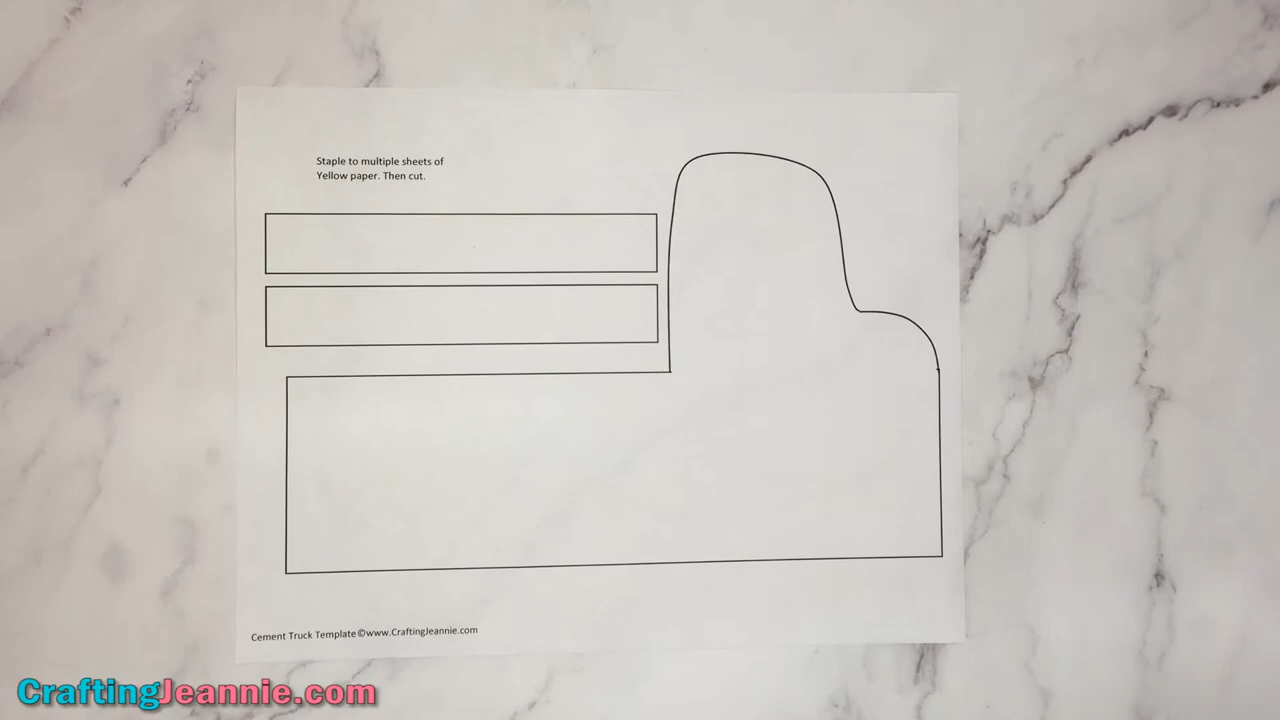 Staple to multiple sheets of
Yellow paper. Then cut.
Cement Truck Template©www.CraftingJeannie.com
CraftingJeannie.com